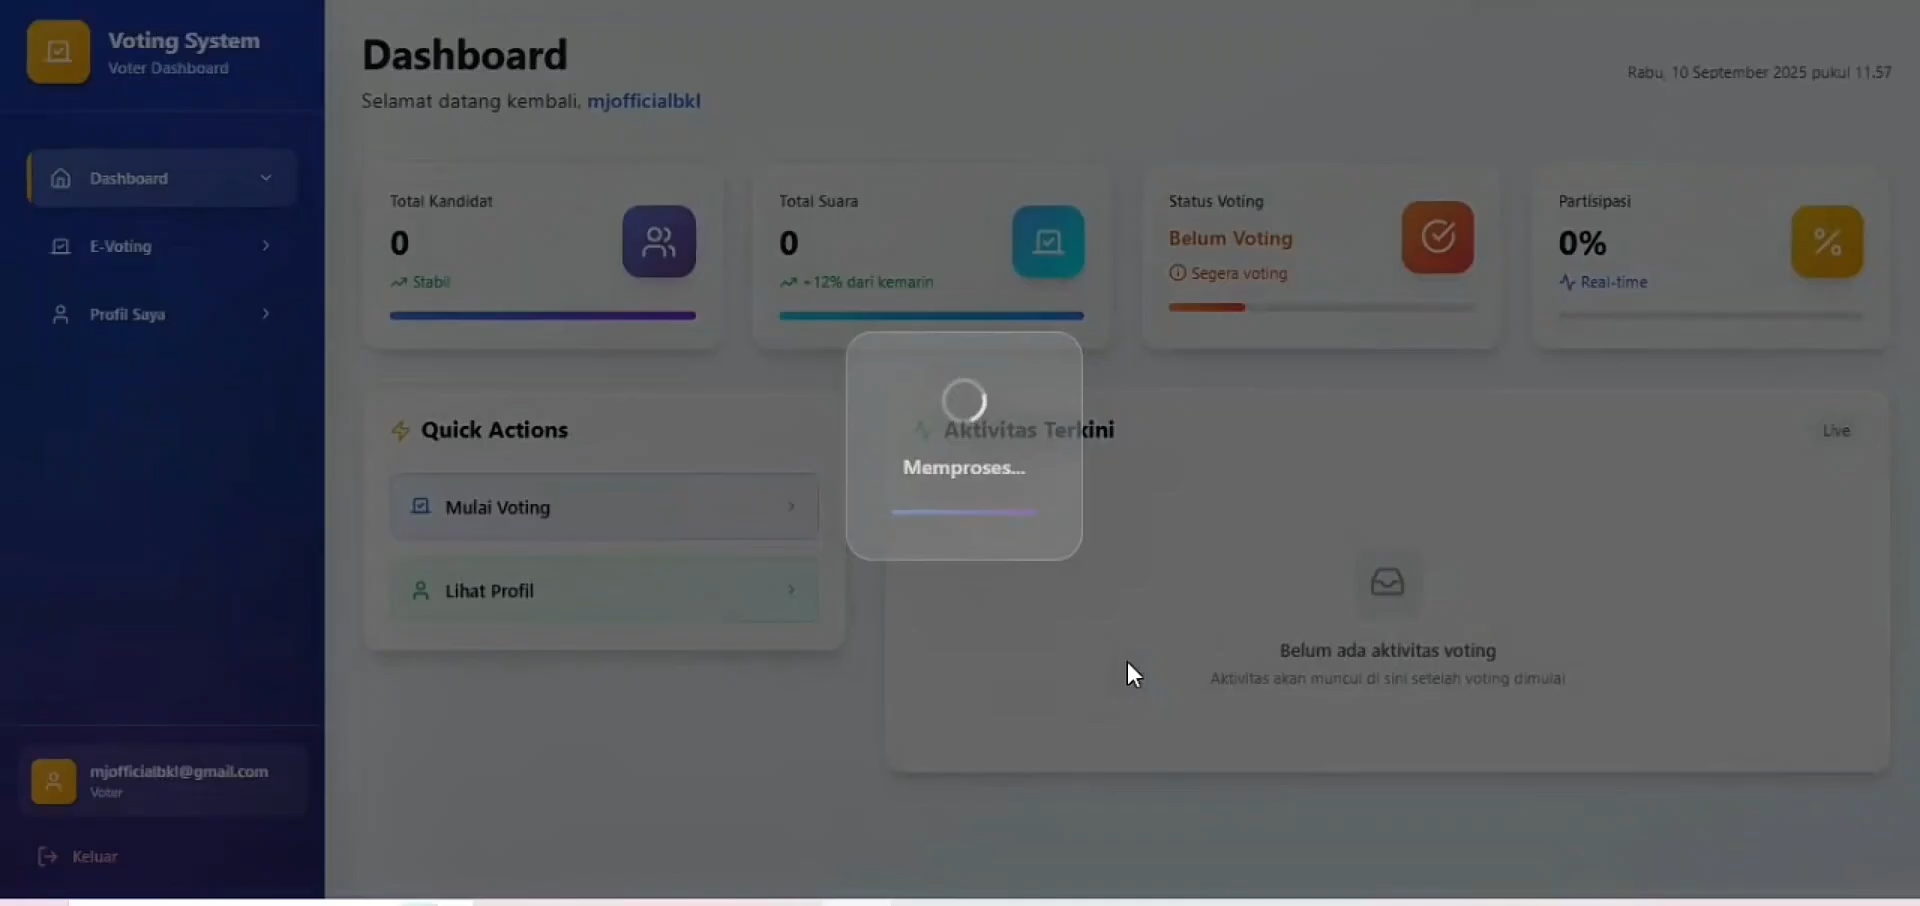 Voting System
Voter Dashboard
Dashboard
E-Voting
Profil Saya
mjofficialbkl@gmail.com
Voter
Keluar
Dashboard
Selamat datang kembali, mjofficialbkl
Rabu, 10 September 2025 pukul 11.57
Total Kandidat
0
Stabil
Total Suara
0
+12% dari kemarin
Status Voting
Belum Voting
Segera voting
Partisipasi
0%
Real-time
Quick Actions
Mulai Voting
Lihat Profil
Memproses...
Aktivitas Terkini
Live
Belum ada aktivitas voting
Aktivitas akan muncul di sini setelah voting dimulai